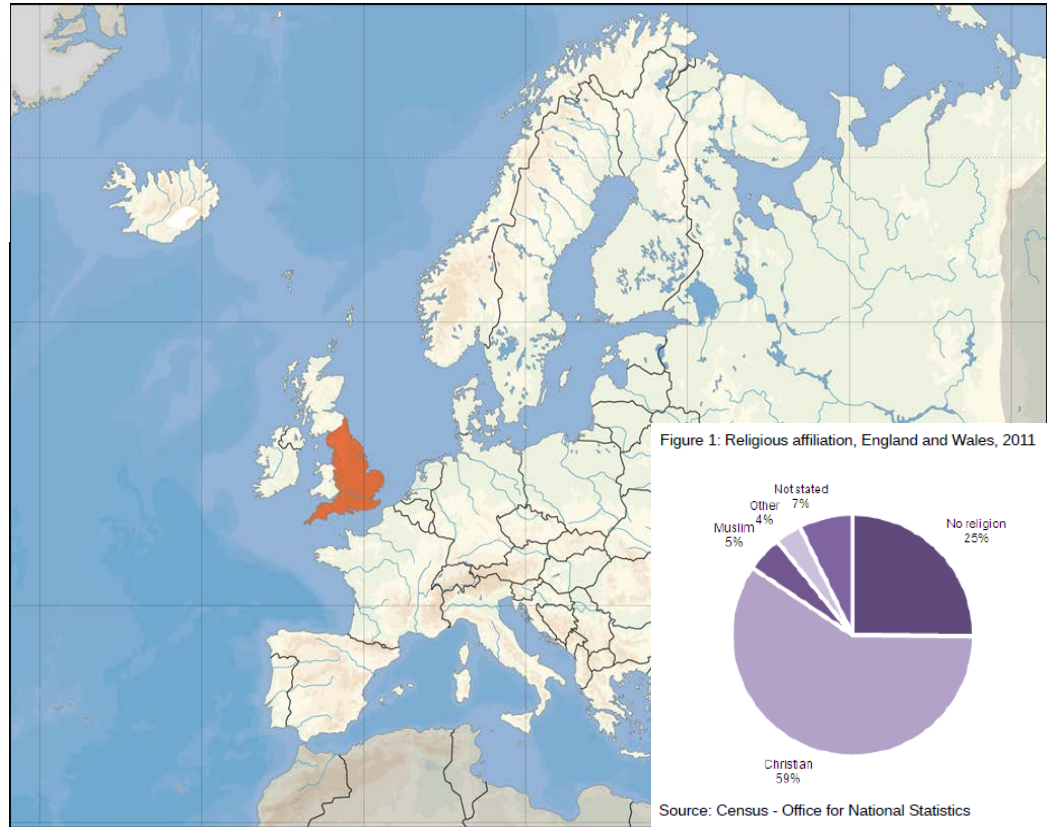 Figure 1: Religious affiliation, England and Wales, 2011
Not stated
7%
Other
4%
Muslim
5%
No religion
25%
Christian
59%
Source: Census - Office for National Statistics